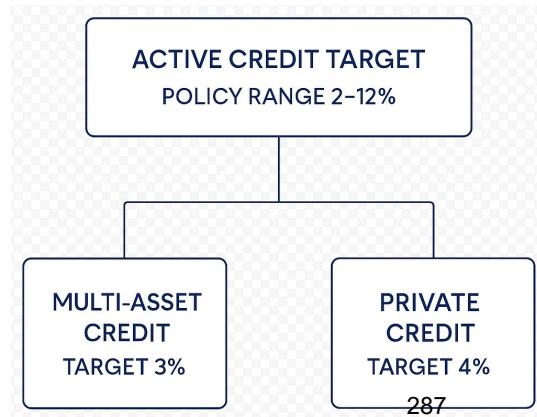 ACTIVE CREDIT TARGET
POLICY RANGE 2–12%
MULTI-ASSET
CREDIT
TARGET 3%
PRIVATE
CREDIT
TARGET 4%
287